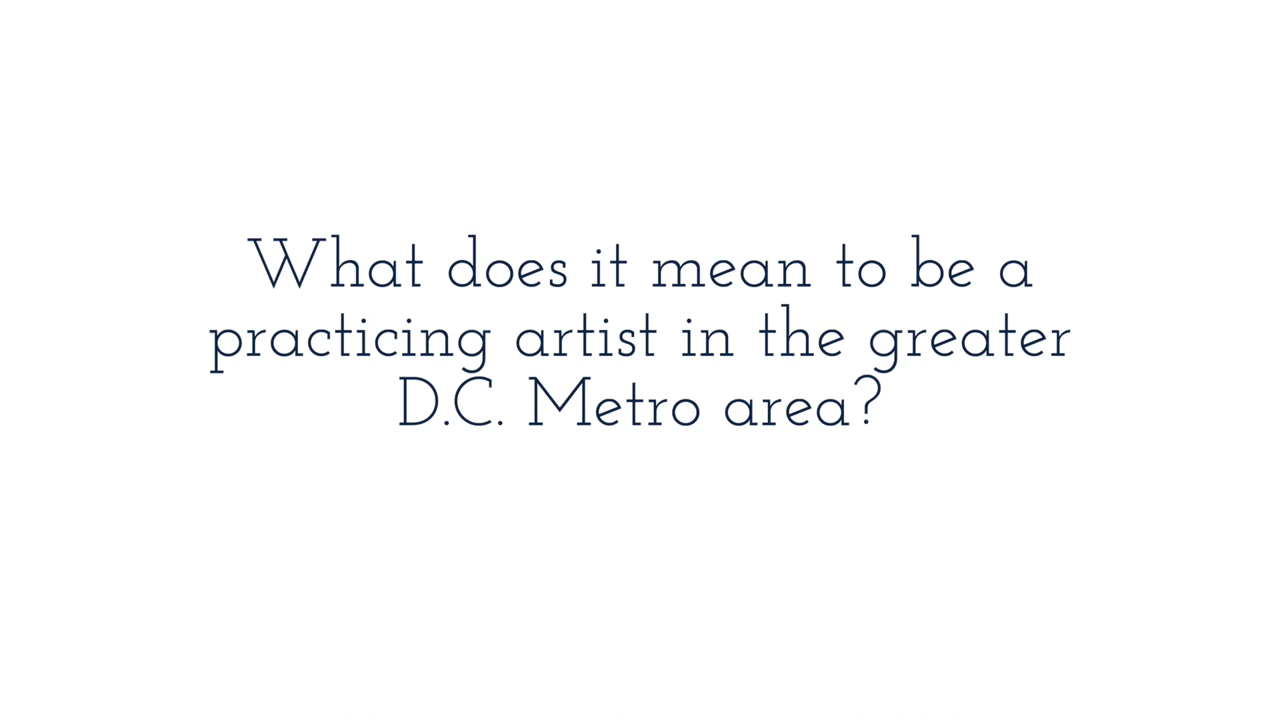 What does it mean to be a
practicing artist in the greater
D.C. Metro area?